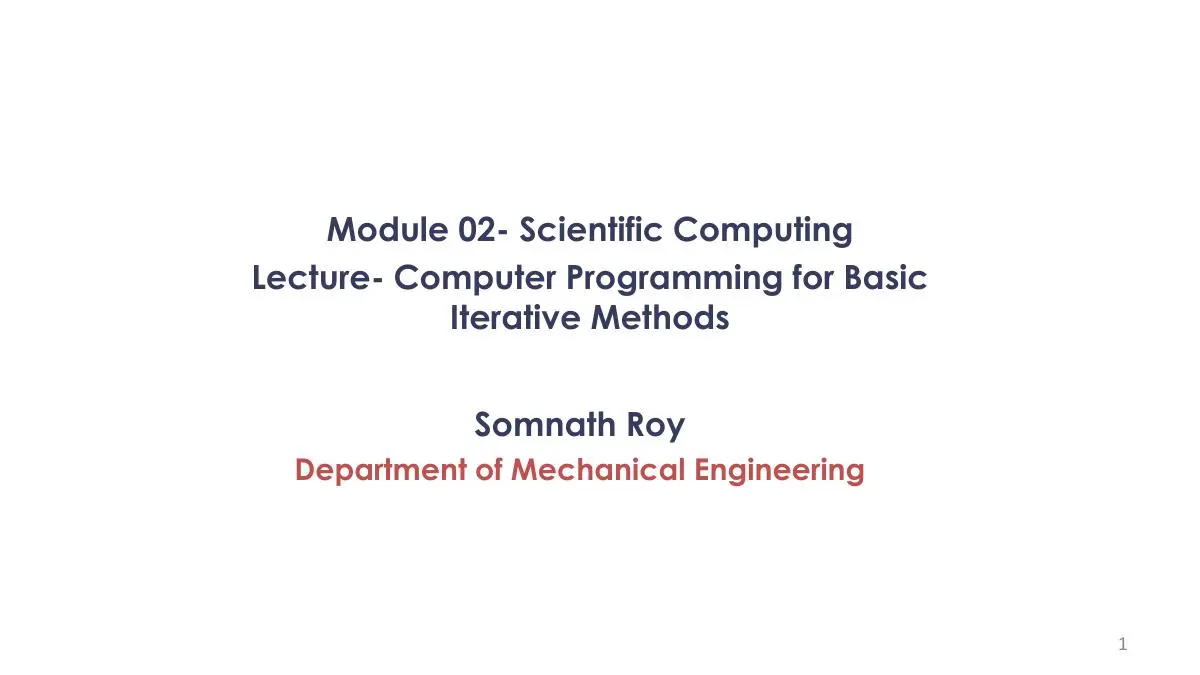 Module 02- Scientific Computing
Lecture- Computer Programming for Basic
Iterative Methods
Somnath Roy
Department of Mechanical Engineering
1